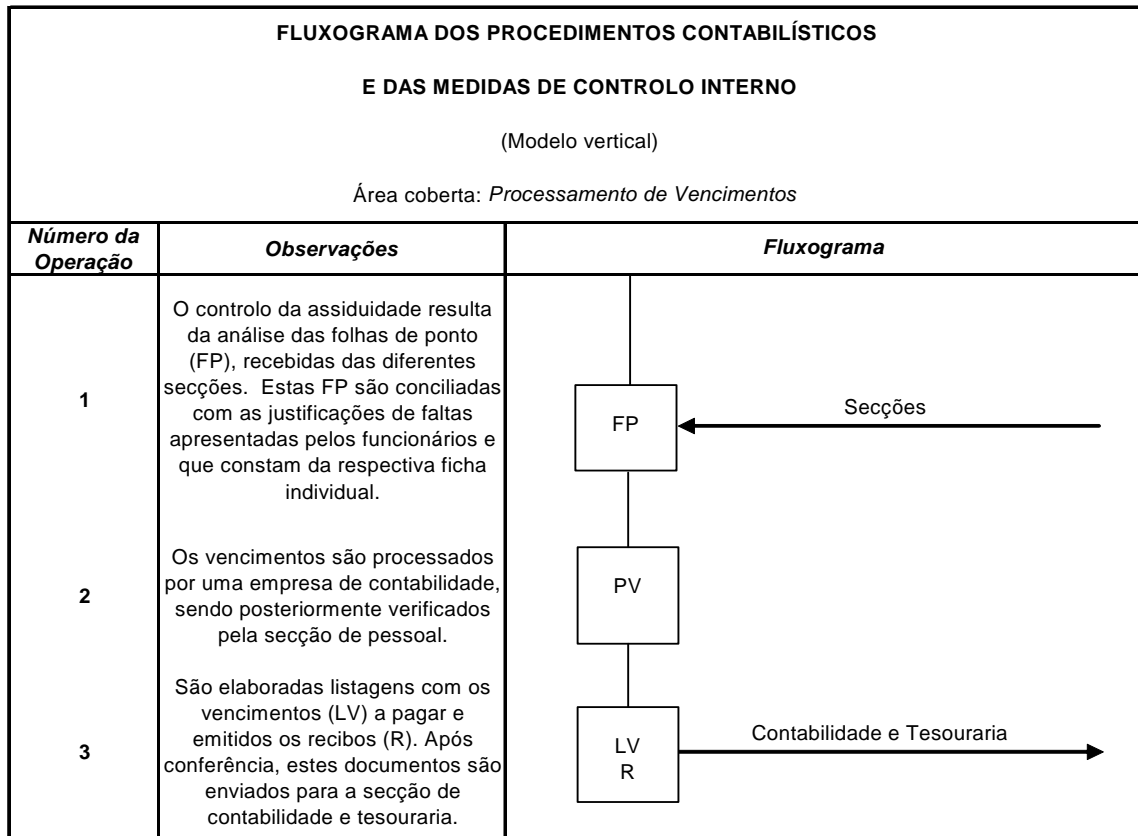 FLUXOGRAMA DOS PROCEDIMENTOS CONTABILÍSTICOS
E DAS MEDIDAS DE CONTROLO INTERNO
(Modelo vertical)
Área coberta: Processamento de Vencimentos
Número da
Operação
Observações
Fluxograma
1
O controlo da assiduidade resulta
da análise das folhas de ponto
(FP), recebidas das diferentes
secções. Estas FP são conciliadas
com as justificações de faltas
apresentadas pelos funcionários e
que constam da respectiva ficha
individual.
FP
Secções
2
Os vencimentos são processados
por uma empresa de contabilidade,
sendo posteriormente verificados
pela secção de pessoal.
PV
3
São elaboradas listagens com os
vencimentos (LV) a pagar e
emitidos os recibos (R). Após
conferência, estes documentos são
enviados para a secção de
contabilidade e tesouraria.
LV
R
Contabilidade e Tesouraria